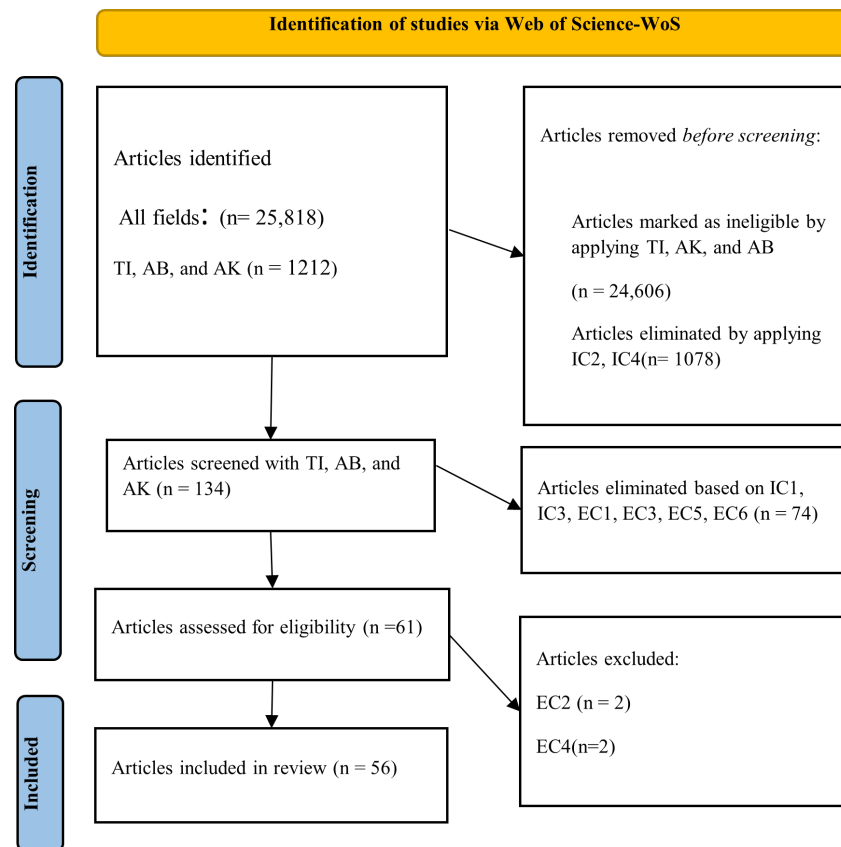 Identification of studies via Web of Science-WoS
Identification
Articles identified
All fields: (n= 25,818)
TI, AB, and AK (n = 1212)
Articles removed before screening:
Articles marked as ineligible by
applying TI, AK, and AB
(n = 24,606)
Articles eliminated by applying
IC2, IC4(n= 1078)
Screening
Articles screened with TI, AB, and
AK (n = 134)
Articles eliminated based on IC1,
IC3, EC1, EC3, EC5, EC6 (n = 74)
Articles assessed for eligibility (n =61)
Articles excluded:
EC2 (n = 2)
EC4(n=2)
Included
Articles included in review (n = 56)